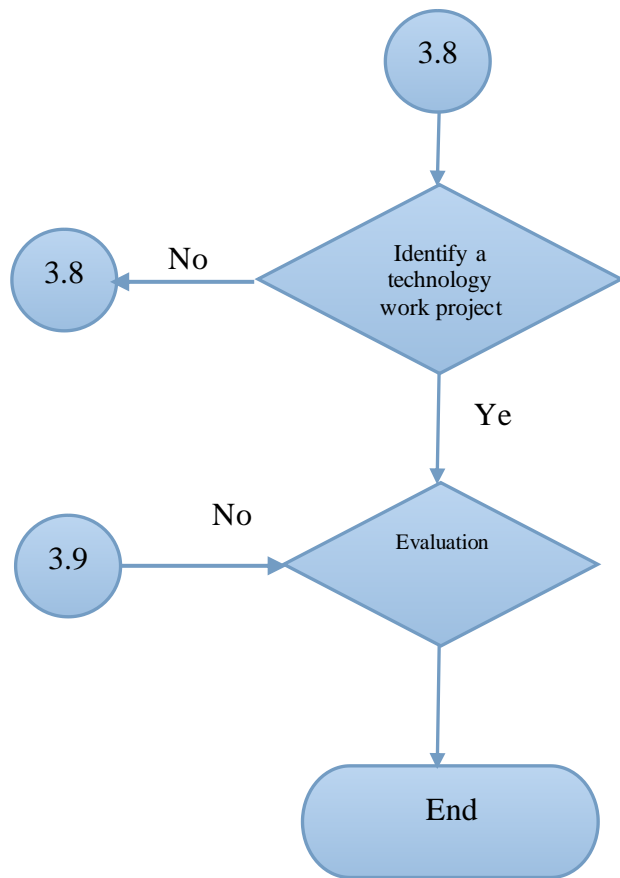 3.8
Identify a
technology
work project
No
3.8
Ye
No
Evaluation
3.9
End